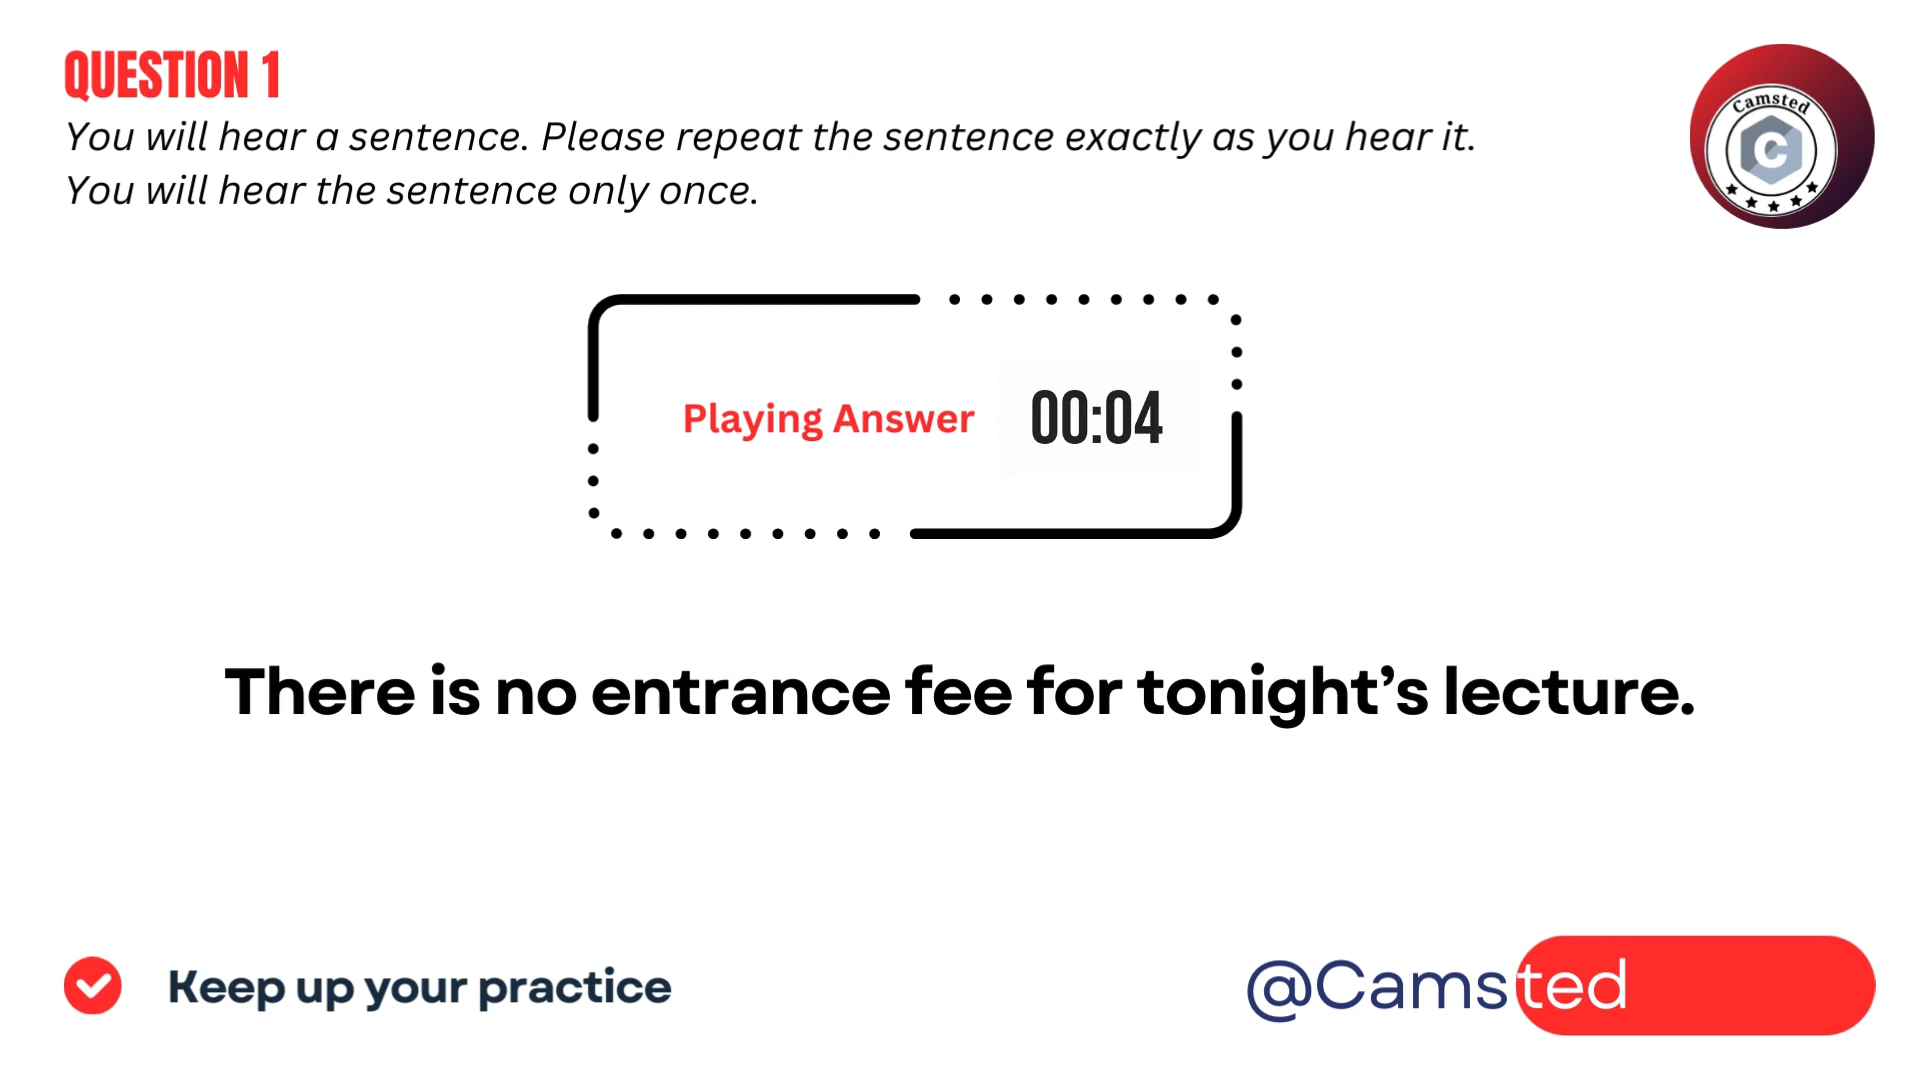 QUESTION 1
You will hear a sentence. Please repeat the sentence exactly as you hear it.
You will hear the sentence only once.
Camsted
C
Playing Answer 00:04
There is no entrance fee for tonight’s lecture.
Keep up your practice
@Camsted